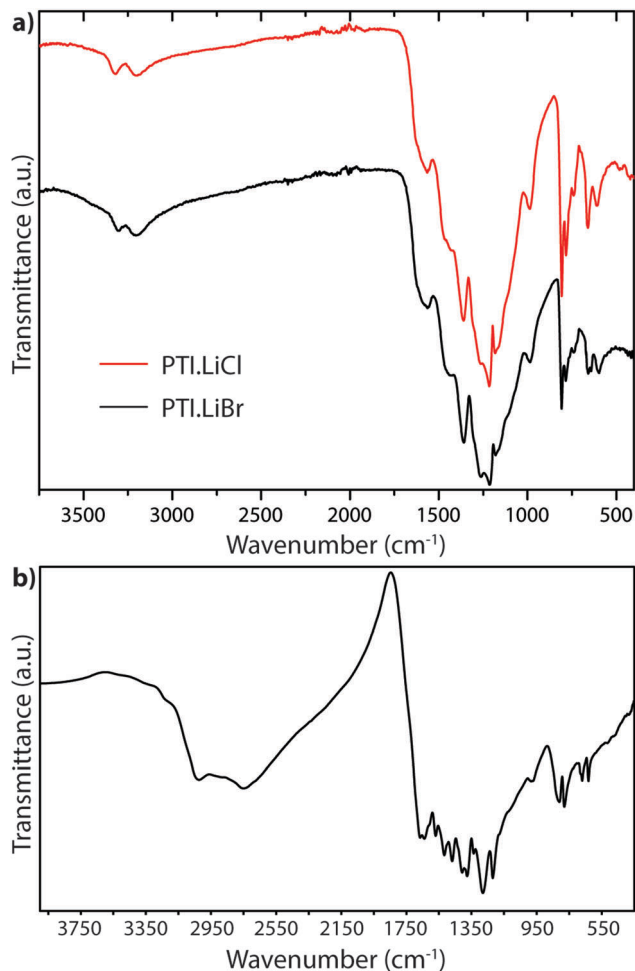 a)
Transmittance (a.u.)
PTI.LiCl
PTI.LiBr
3500 3000 2500 2000 1500 1000 500
Wavenumber (cm⁻¹)
b)
Transmittance (a.u.)
3750 3350 2950 2550 2150 1750 1350 950 550
Wavenumber (cm⁻¹)